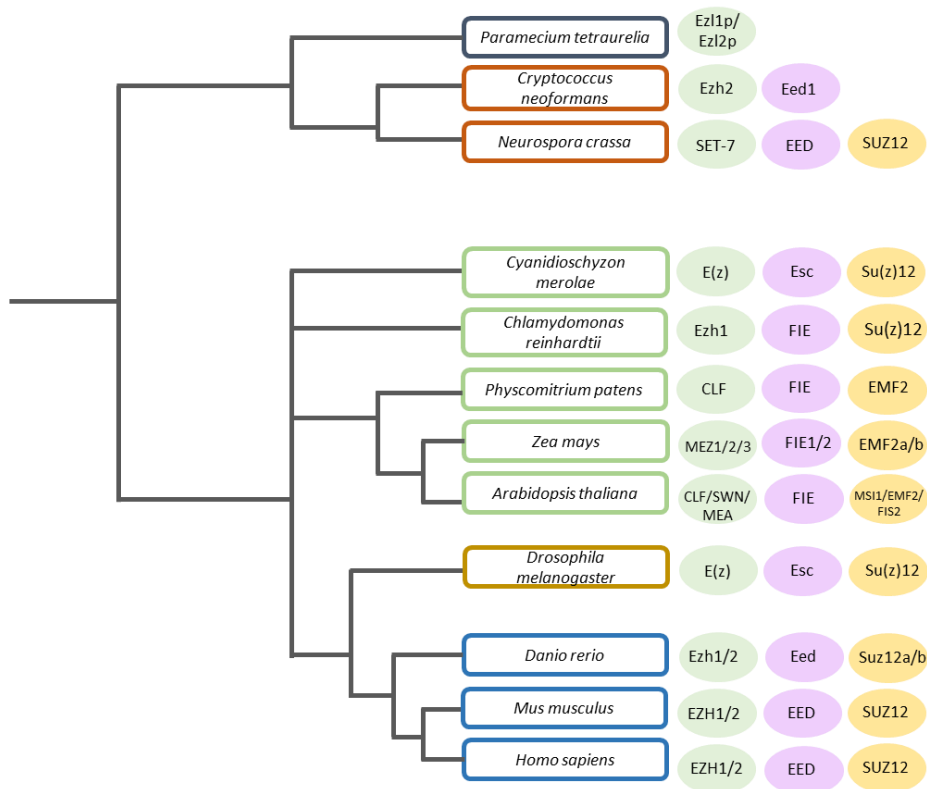 Paramecium tetraurelia
Ezl1p/
Ezl2p
Cryptococcus
neoformans
Ezh2
Eed1
Neurospora crassa
SET-7
EED
SUZ12
Cyanidioschyzon
merolae
E(z)
Esc
Su(z)12
Chlamydomonas
reinhardtii
Ezh1
FIE
Su(z)12
Physcomitrium patens
CLF
FIE
EMF2
Zea mays
MEZ1/2/3
FIE1/2
EMF2a/b
Arabidopsis thaliana
CLF/SWN/
MEA
FIE
MSI1/EMF2/
FIS2
Drosophila
melanogaster
E(z)
Esc
Su(z)12
Danio rerio
Ezh1/2
Eed
Suz12a/b
Mus musculus
EZH1/2
EED
SUZ12
Homo sapiens
EZH1/2
EED
SUZ12